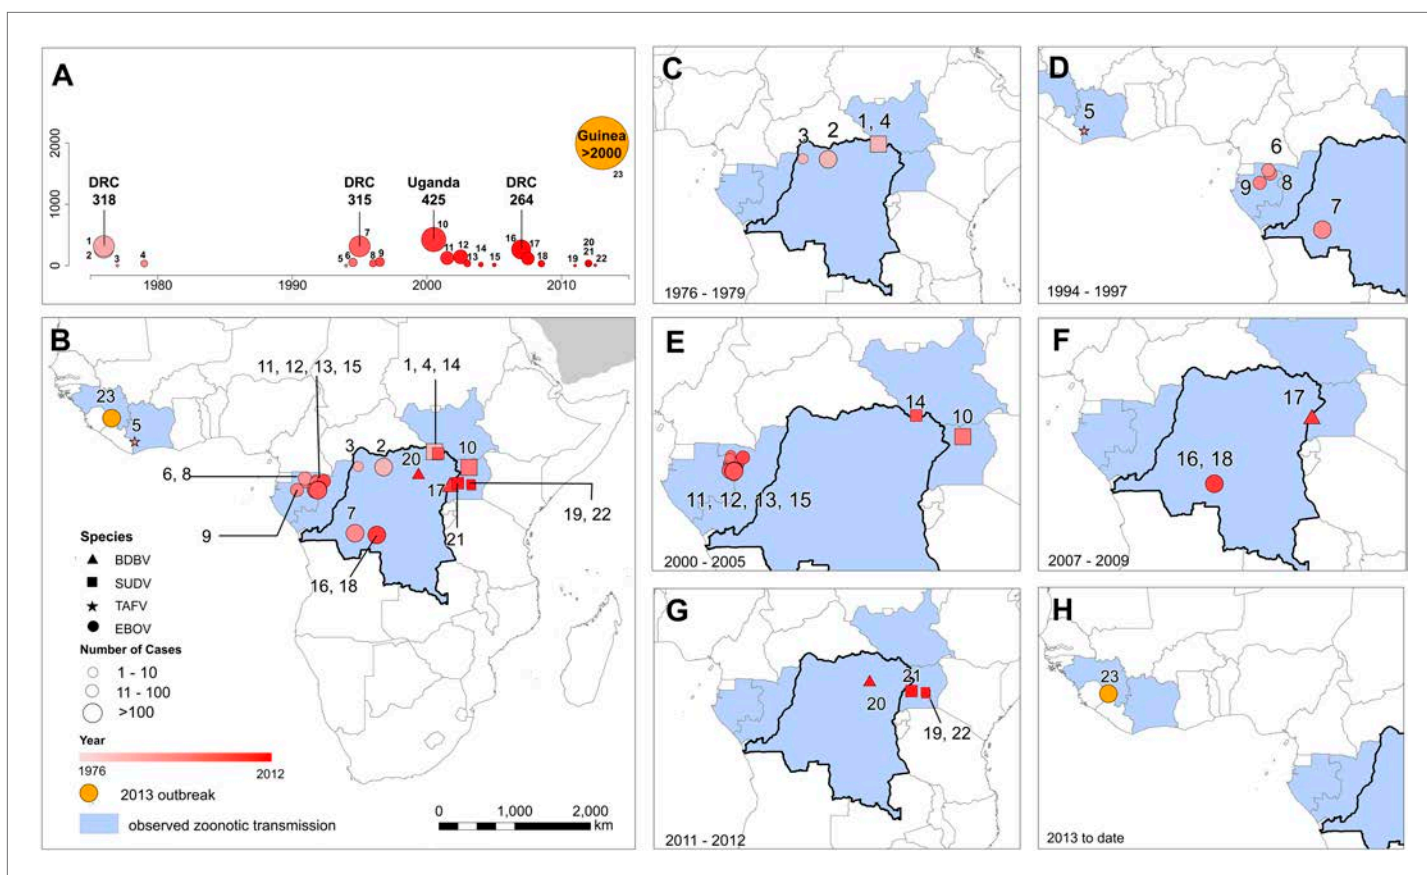 A
2000
1000
0
Guinea
>2000
23
DRC
318
DRC
315
Uganda
425
DRC
264
1
2
3
4
5
6
7
8
9
10
11
12
13
14
15
16
17
18
19
20
21
22
1980
1990
2000
2010
B
11, 12, 13, 15
1, 4, 14
23
5
3
2
20
10
6, 8
17
19, 22
9
7
21
16, 18
Species
BDBV
SUDV
TAFV
EBOV
Number of Cases
1 - 10
11 - 100
>100
Year
1976
2012
2013 outbreak
observed zoonotic transmission
0
1,000
2,000
km
C
1, 4
3
2
1976 - 1979
D
5
6
9
8
7
1994 - 1997
E
14
10
11, 12, 13, 15
2000 - 2005
F
17
16, 18
2007 - 2009
G
21
20
19, 22
2011 - 2012
H
23
2013 to date